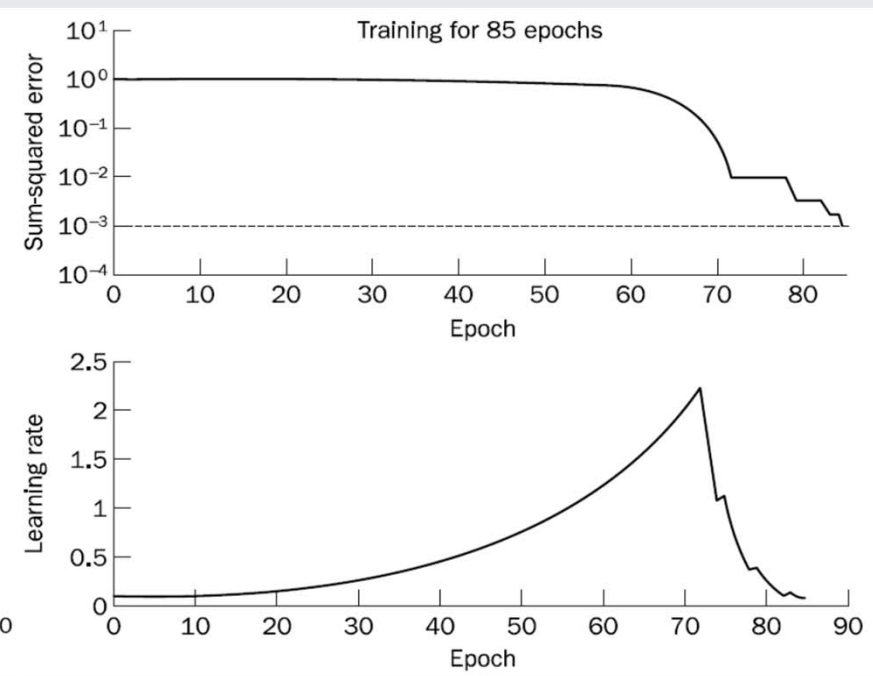 Training for 85 epochs
Sum-squared error
10¹
10⁰
10⁻¹
10⁻²
10⁻³
10⁻⁴
0 10 20 30 40 50 60 70 80
Epoch
Learning rate
2.5
2
1.5
1
0.5
0
0 10 20 30 40 50 60 70 80 90
Epoch
0